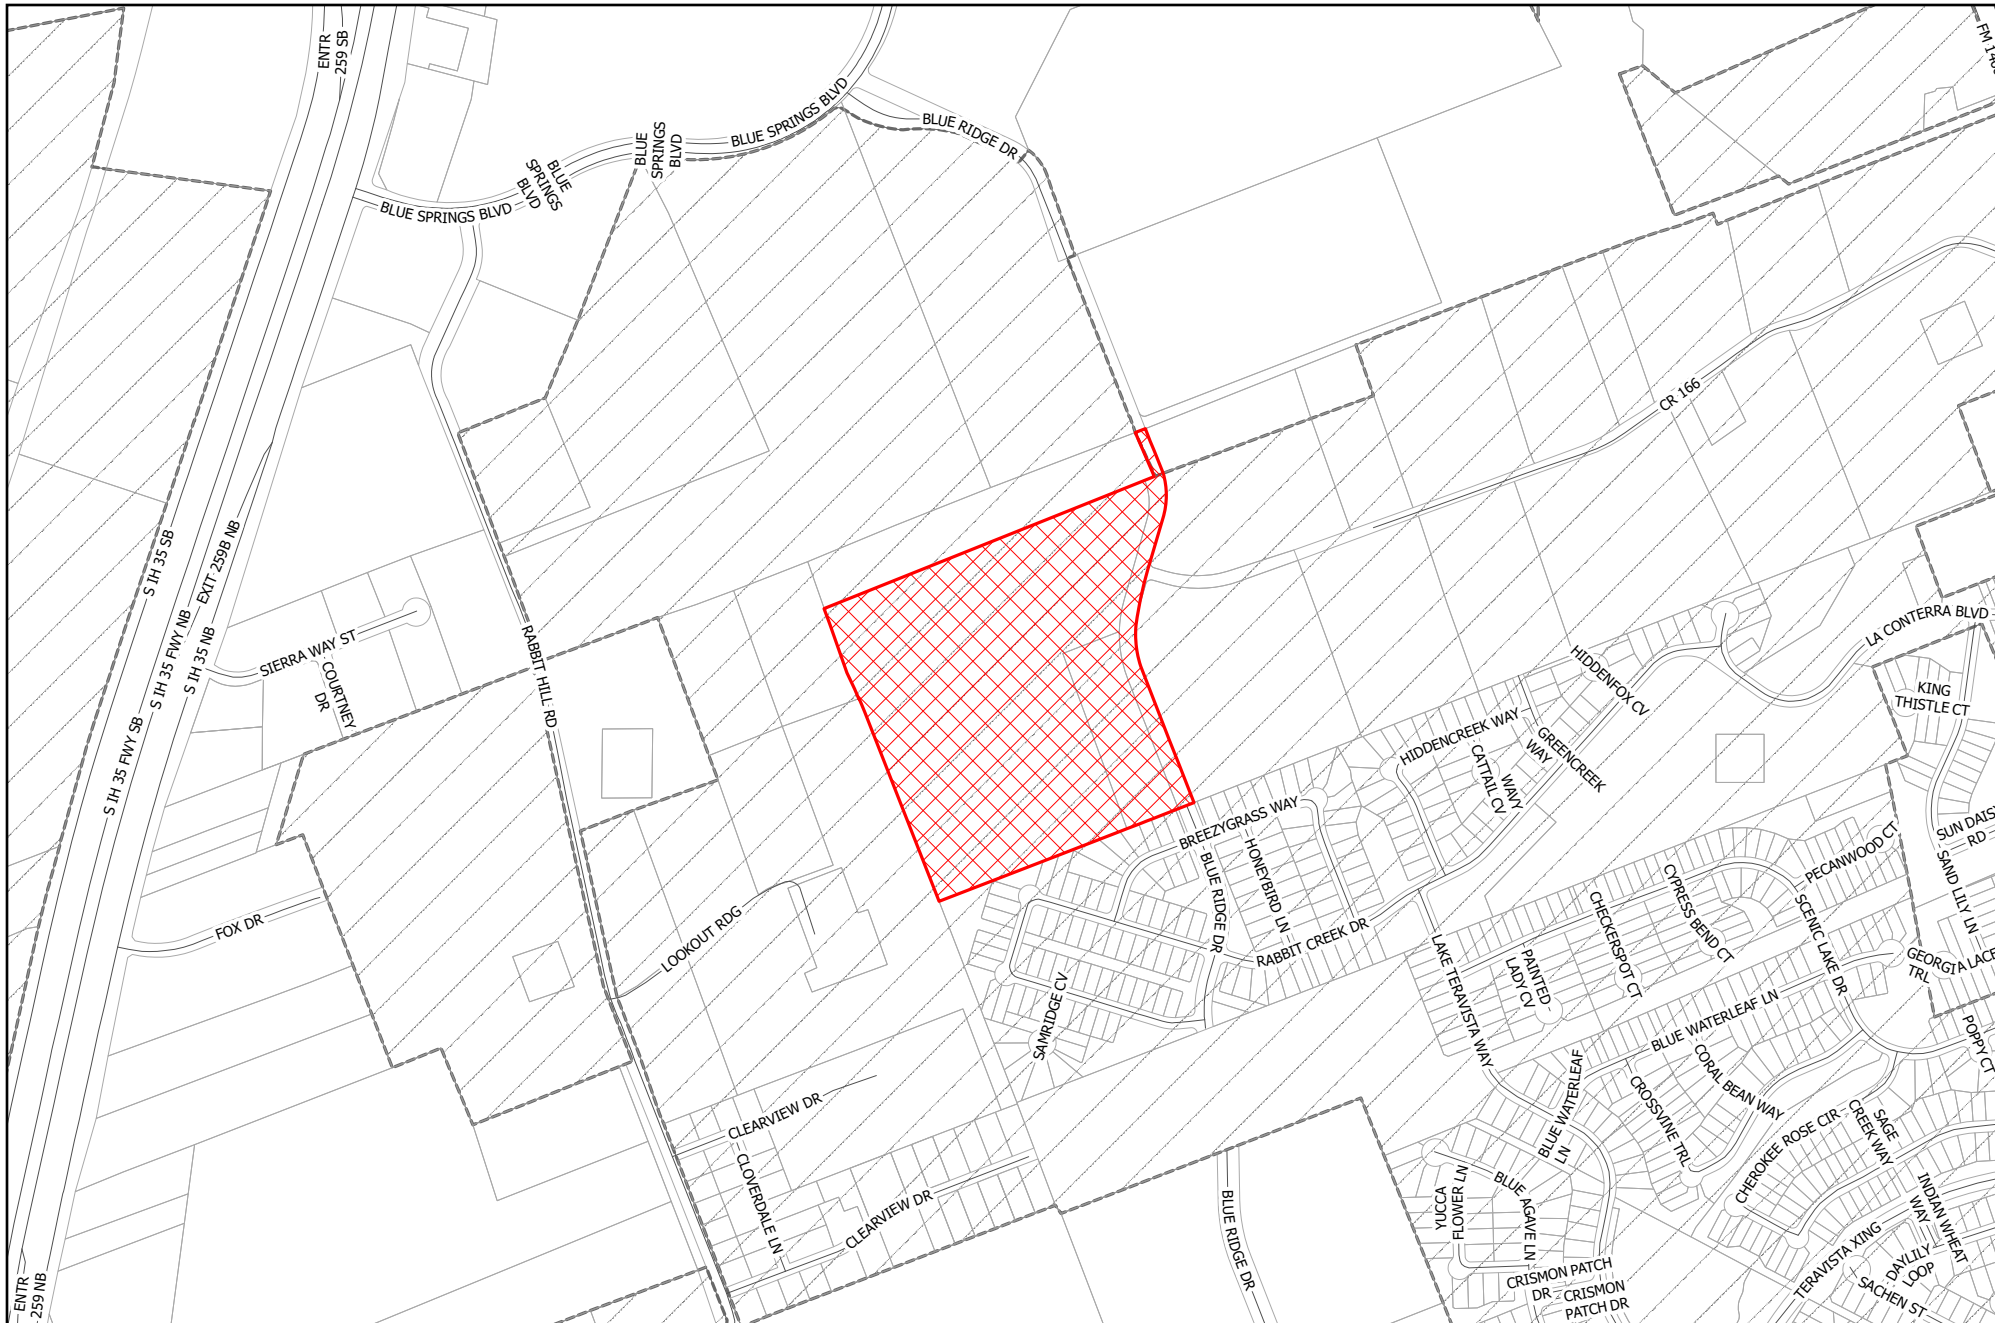 ENTR
259 SB
BLUE SPRINGS BLVD
BLUE
SPRINGS
BLVD
BLUE
SPRINGS
BLVD
BLUE SPRINGS BLVD
BLUE RIDGE DR
CR 166
S IH 35 SB
EXIT 259B NB
S IH 35 FWY NB
S IH 35 NB
S IH 35 FWY SB
SIERRA WAY ST
COURTNEY
DR
RABBIT HILL RD
FOX DR
LOOKOUT RDG
LA CONTERRA BLVD
HIDDENFOX CV
KING
THISTLE CT
HIDDENCREEK WAY
GREENCREEK
WAY
WAVY
CATTAIL CV
BREEZYGRASS WAY
HONEYBIRD LN
BLUE RIDGE DR
RABBIT CREEK DR
SAMRIDGE CV
LAKE TERAVISTA WAY
PAINTED
LADY CV
CHECKERSPOT CT
CYPRESS BEND CT
PECANWOOD CT
SCENIC LAKE DR
SAND LILY LN
RD
TRL
POPPY CT
BLUE WATERLEAF LN
BLUE WATERLEAF
LN
CORAL BEAN WAY
CROSSVINE TRL
CHEROKEE ROSE CIR
SAGE
CREEK WAY
INDIAN WHEAT
WAY
CLEARVIEW DR
CLOVERDALE LN
CLEARVIEW DR
BLUE RIDGE DR
YUCCA
FLOWER LN
BLUE AGAVE LN
CRISMON PATCH
DR
CRISMON
PATCH DR
TERAVISTA XING
DAYLILY
LOOP
SACHEN ST
ENTR
259 NB